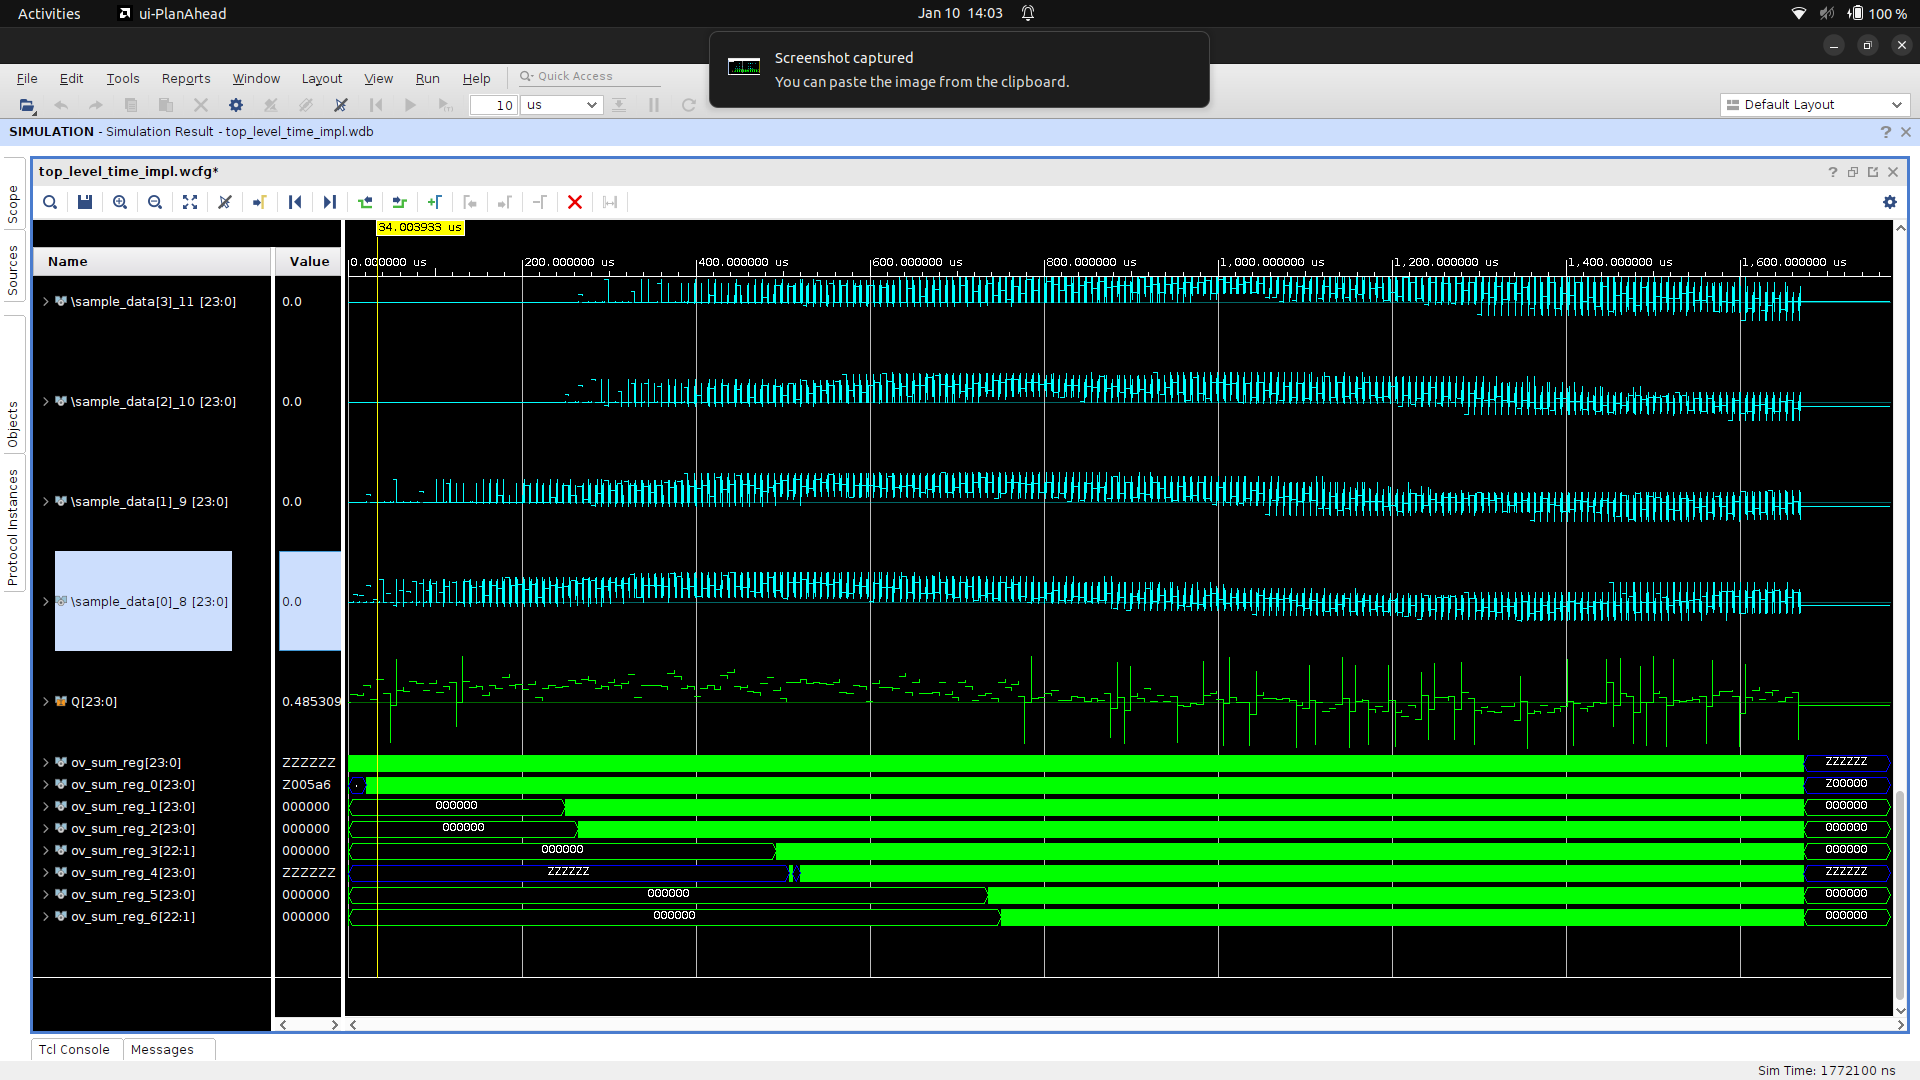 Activities
ui-PlanAhead
Jan 10 14:03
100 %
Screenshot captured
You can paste the image from the clipboard.
File Edit Tools Reports Window Layout View Run Help
Quick Access
10 us
Default Layout
SIMULATION - Simulation Result - top_level_time_impl.wdb
Scope
Sources
Objects
Protocol Instances
top_level_time_impl.wcfg*
34.003933 us
Name Value
0.000000 us 200.000000 us 400.000000 us 600.000000 us 800.000000 us 1,000.000000 us 1,200.000000 us 1,400.000000 us 1,600.000000 us
\sample_data[3]_11 [23:0] 0.0
\sample_data[2]_10 [23:0] 0.0
\sample_data[1]_9 [23:0] 0.0
\sample_data[0]_8 [23:0] 0.0
Q[23:0] 0.485309
ov_sum_reg[23:0] ZZZZZZ ZZZZZZ
ov_sum_reg_0[23:0] Z005a6 . Z00000
ov_sum_reg_1[23:0] 000000 000000 000000
ov_sum_reg_2[23:0] 000000 000000 000000
ov_sum_reg_3[22:1] 000000 000000 000000
ov_sum_reg_4[23:0] ZZZZZZ ZZZZZZ ZZZZZZ
ov_sum_reg_5[23:0] 000000 000000 000000
ov_sum_reg_6[22:1] 000000 000000 000000
Tcl Console Messages
Sim Time: 1772100 ns